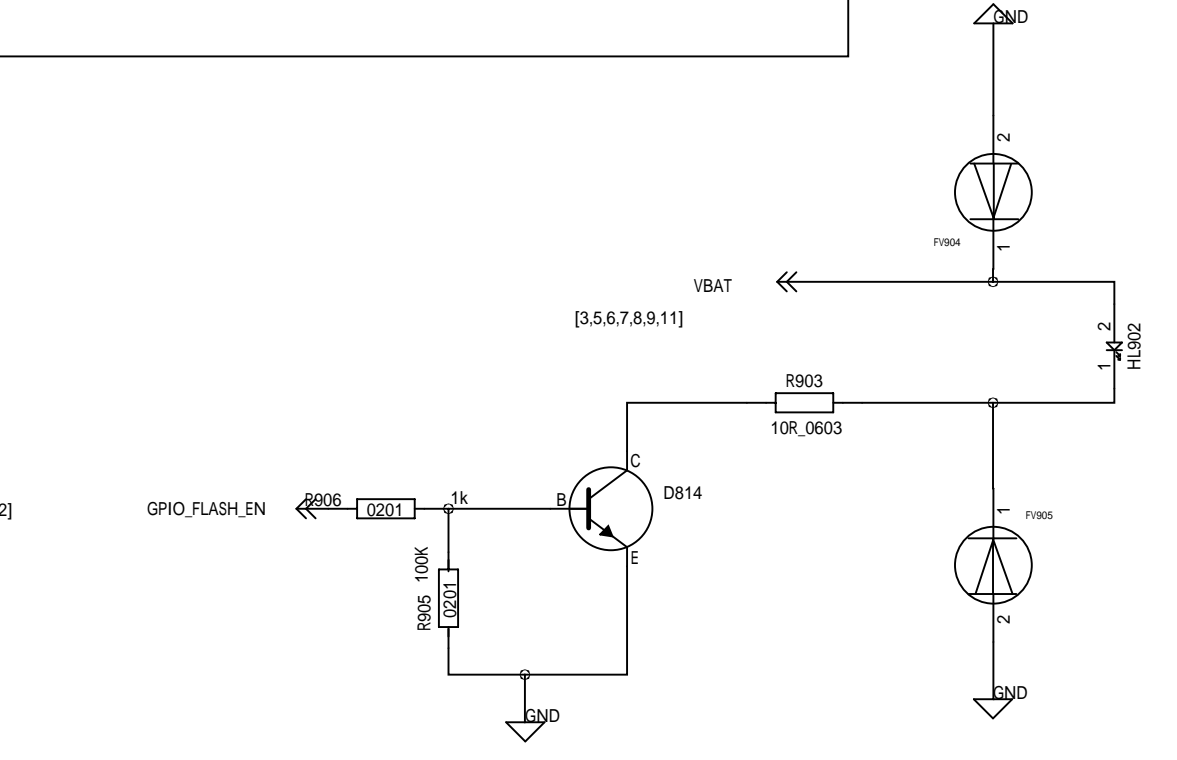 GND
2
FV904
1
VBAT
[3,5,6,7,8,9,11]
2
1
HL902
R903
10R_0603
C
D814
B
E
2]
GPIO_FLASH_EN
R906
0201
1k
R905
100K
0201
GND
1
FV905
2
GND